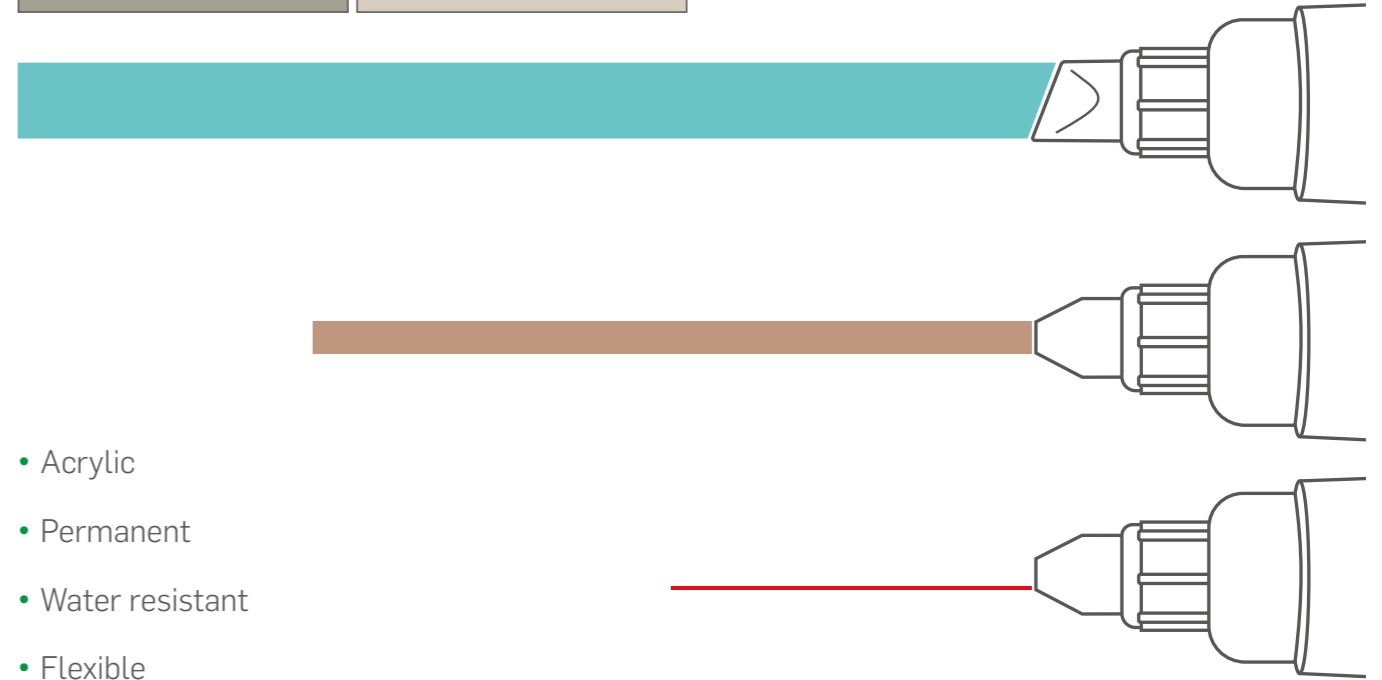 • Acrylic
• Permanent
• Water resistant
• Flexible